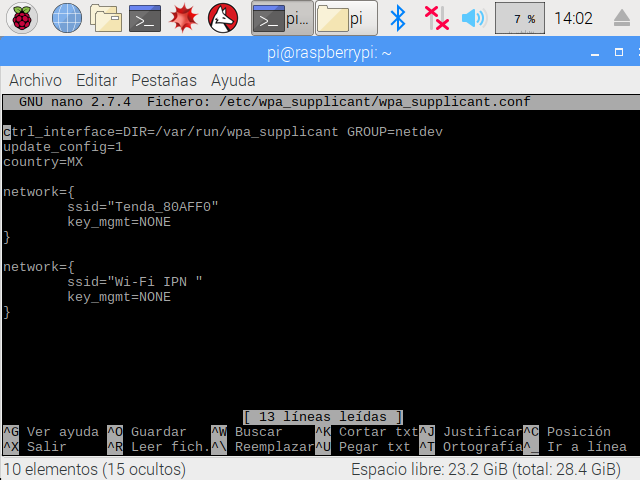 pi...
pi
7 %
14:02
pi@raspberrypi: ~
Archivo Editar Pestañas Ayuda
GNU nano 2.7.4 Fichero: /etc/wpa_supplicant/wpa_supplicant.conf
ctrl_interface=DIR=/var/run/wpa_supplicant GROUP=netdev
update_config=1
country=MX
network={
ssid="Tenda_80AFF0"
key_mgmt=NONE
}
network={
ssid="Wi-Fi IPN "
key_mgmt=NONE
}
[ 13 líneas leídas ]
^G Ver ayuda ^O Guardar ^W Buscar ^K Cortar txt ^J Justificar ^C Posición
^X Salir ^R Leer fich. ^\ Reemplazar ^U Pegar txt ^T Ortografía ^_ Ir a línea
10 elementos (15 ocultos) Espacio libre: 23.2 GiB (total: 28.4 GiB)